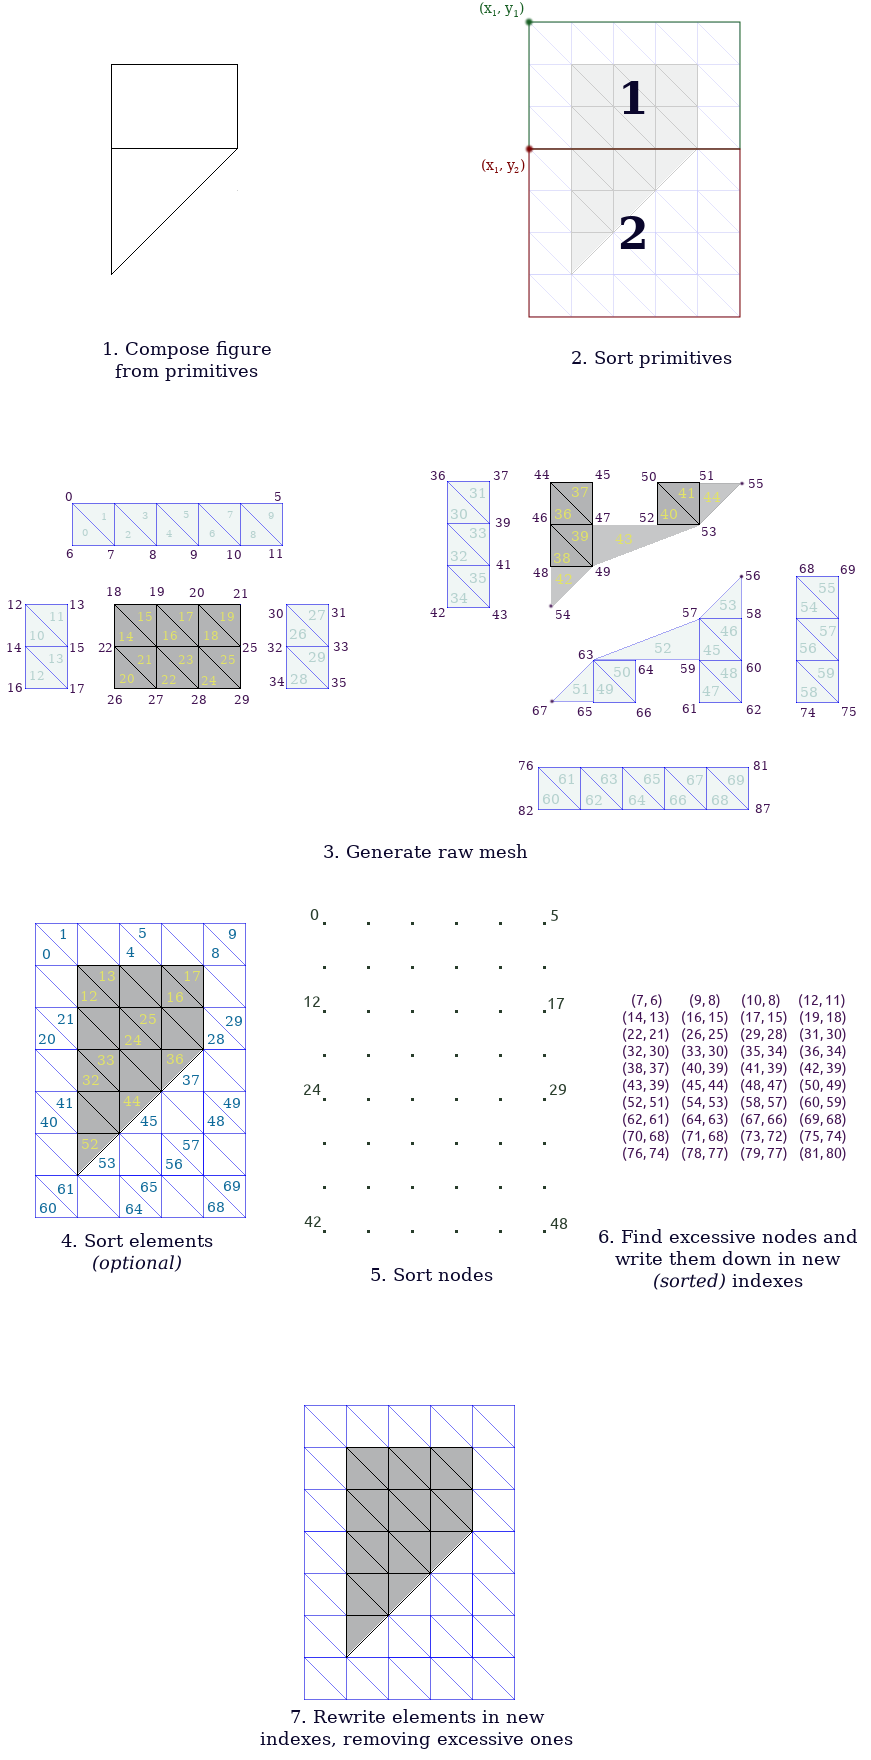 (x1, y1)
1
(x1, y2)
2
1. Compose figure
from primitives
2. Sort primitives
0 5
1 3 5 7 9
0 2 4 6 8
6 7 8 9 10 11
12 13
11
10
14 15
13
12
16 17
18 19 20 21
15 17 19
14 16 18
22 25
21 23 25
20 22 24
26 27 28 29
30 31
27
26
32 33
29
28
34 35
36 37
31
30
39
33
32
41
35
34
42 43
44 45
37
36
46 47
39
38
48 49
42
43
54
50 51
41
40
44
52 53
55
56
53
57 58
46
45
52
63 64 59 60
50 48
51 49 47
67 65 66 61 62
68 69
55
54
57
56
59
58
74 75
76 81
61 63 65 67 69
60 62 64 66 68
82 87
3. Generate raw mesh
1 5 9
0 4 8
13 17
12 16
21 25 29
20 24 28
33 36
32 37
41 44 49
40 45 48
52 57
53 56
61 65 69
60 64 68
4. Sort elements
(optional)
0 5
12 17
24 29
42 48
5. Sort nodes
(7, 6) (9, 8) (10, 8) (12, 11)
(14, 13) (16, 15) (17, 15) (19, 18)
(22, 21) (26, 25) (29, 28) (31, 30)
(32, 30) (33, 30) (35, 34) (36, 34)
(38, 37) (40, 39) (41, 39) (42, 39)
(43, 39) (45, 44) (48, 47) (50, 49)
(52, 51) (54, 53) (58, 57) (60, 59)
(62, 61) (64, 63) (67, 66) (69, 68)
(70, 68) (71, 68) (73, 72) (75, 74)
(76, 74) (78, 77) (79, 77) (81, 80)
6. Find excessive nodes and
write them down in new
(sorted) indexes
7. Rewrite elements in new
indexes, removing excessive ones